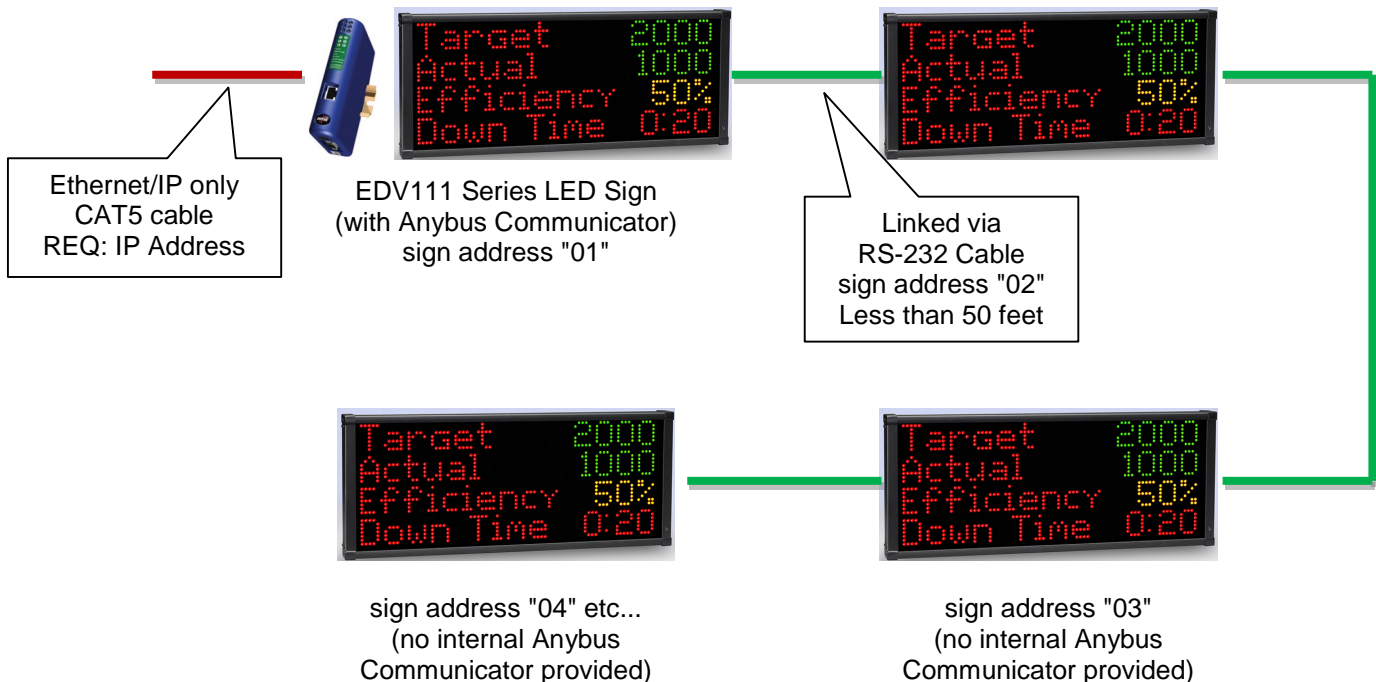 Target 2000
Actual 1000
Efficiency 50%
Down Time 0:20
Target 2000
Actual 1000
Efficiency 50%
Down Time 0:20
Ethernet/IP only
CAT5 cable
REQ: IP Address
EDV111 Series LED Sign
(with Anybus Communicator)
sign address "01"
Linked via
RS-232 Cable
sign address "02"
Less than 50 feet
Target 2000
Actual 1000
Efficiency 50%
Down Time 0:20
Target 2000
Actual 1000
Efficiency 50%
Down Time 0:20
sign address "04" etc...
(no internal Anybus
Communicator provided)
sign address "03"
(no internal Anybus
Communicator provided)